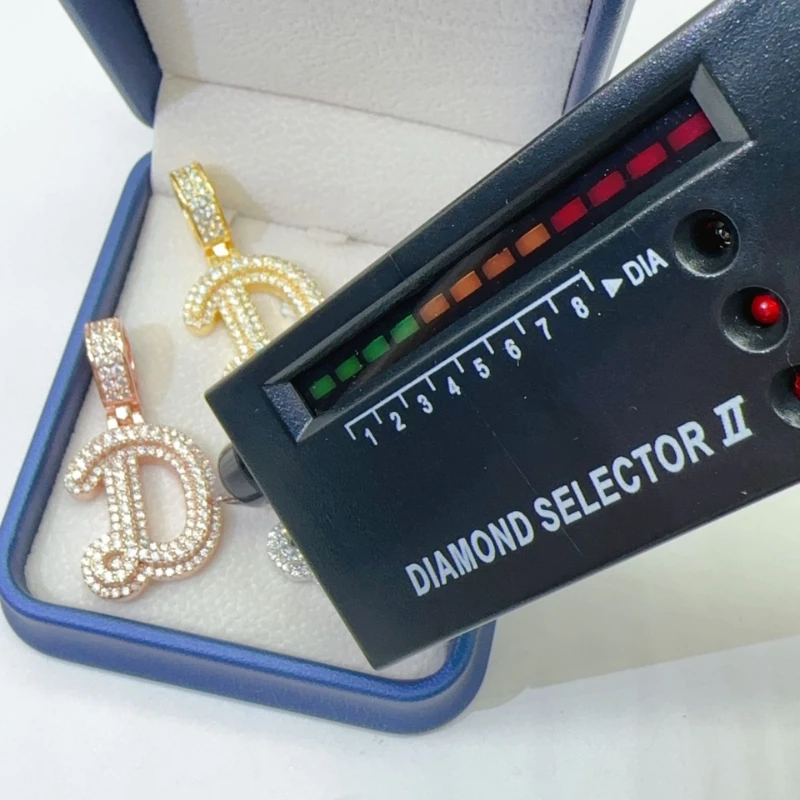 1 2 3 4 5 6 7 8 ▶DIA
DIAMOND SELECTOR II
D
D